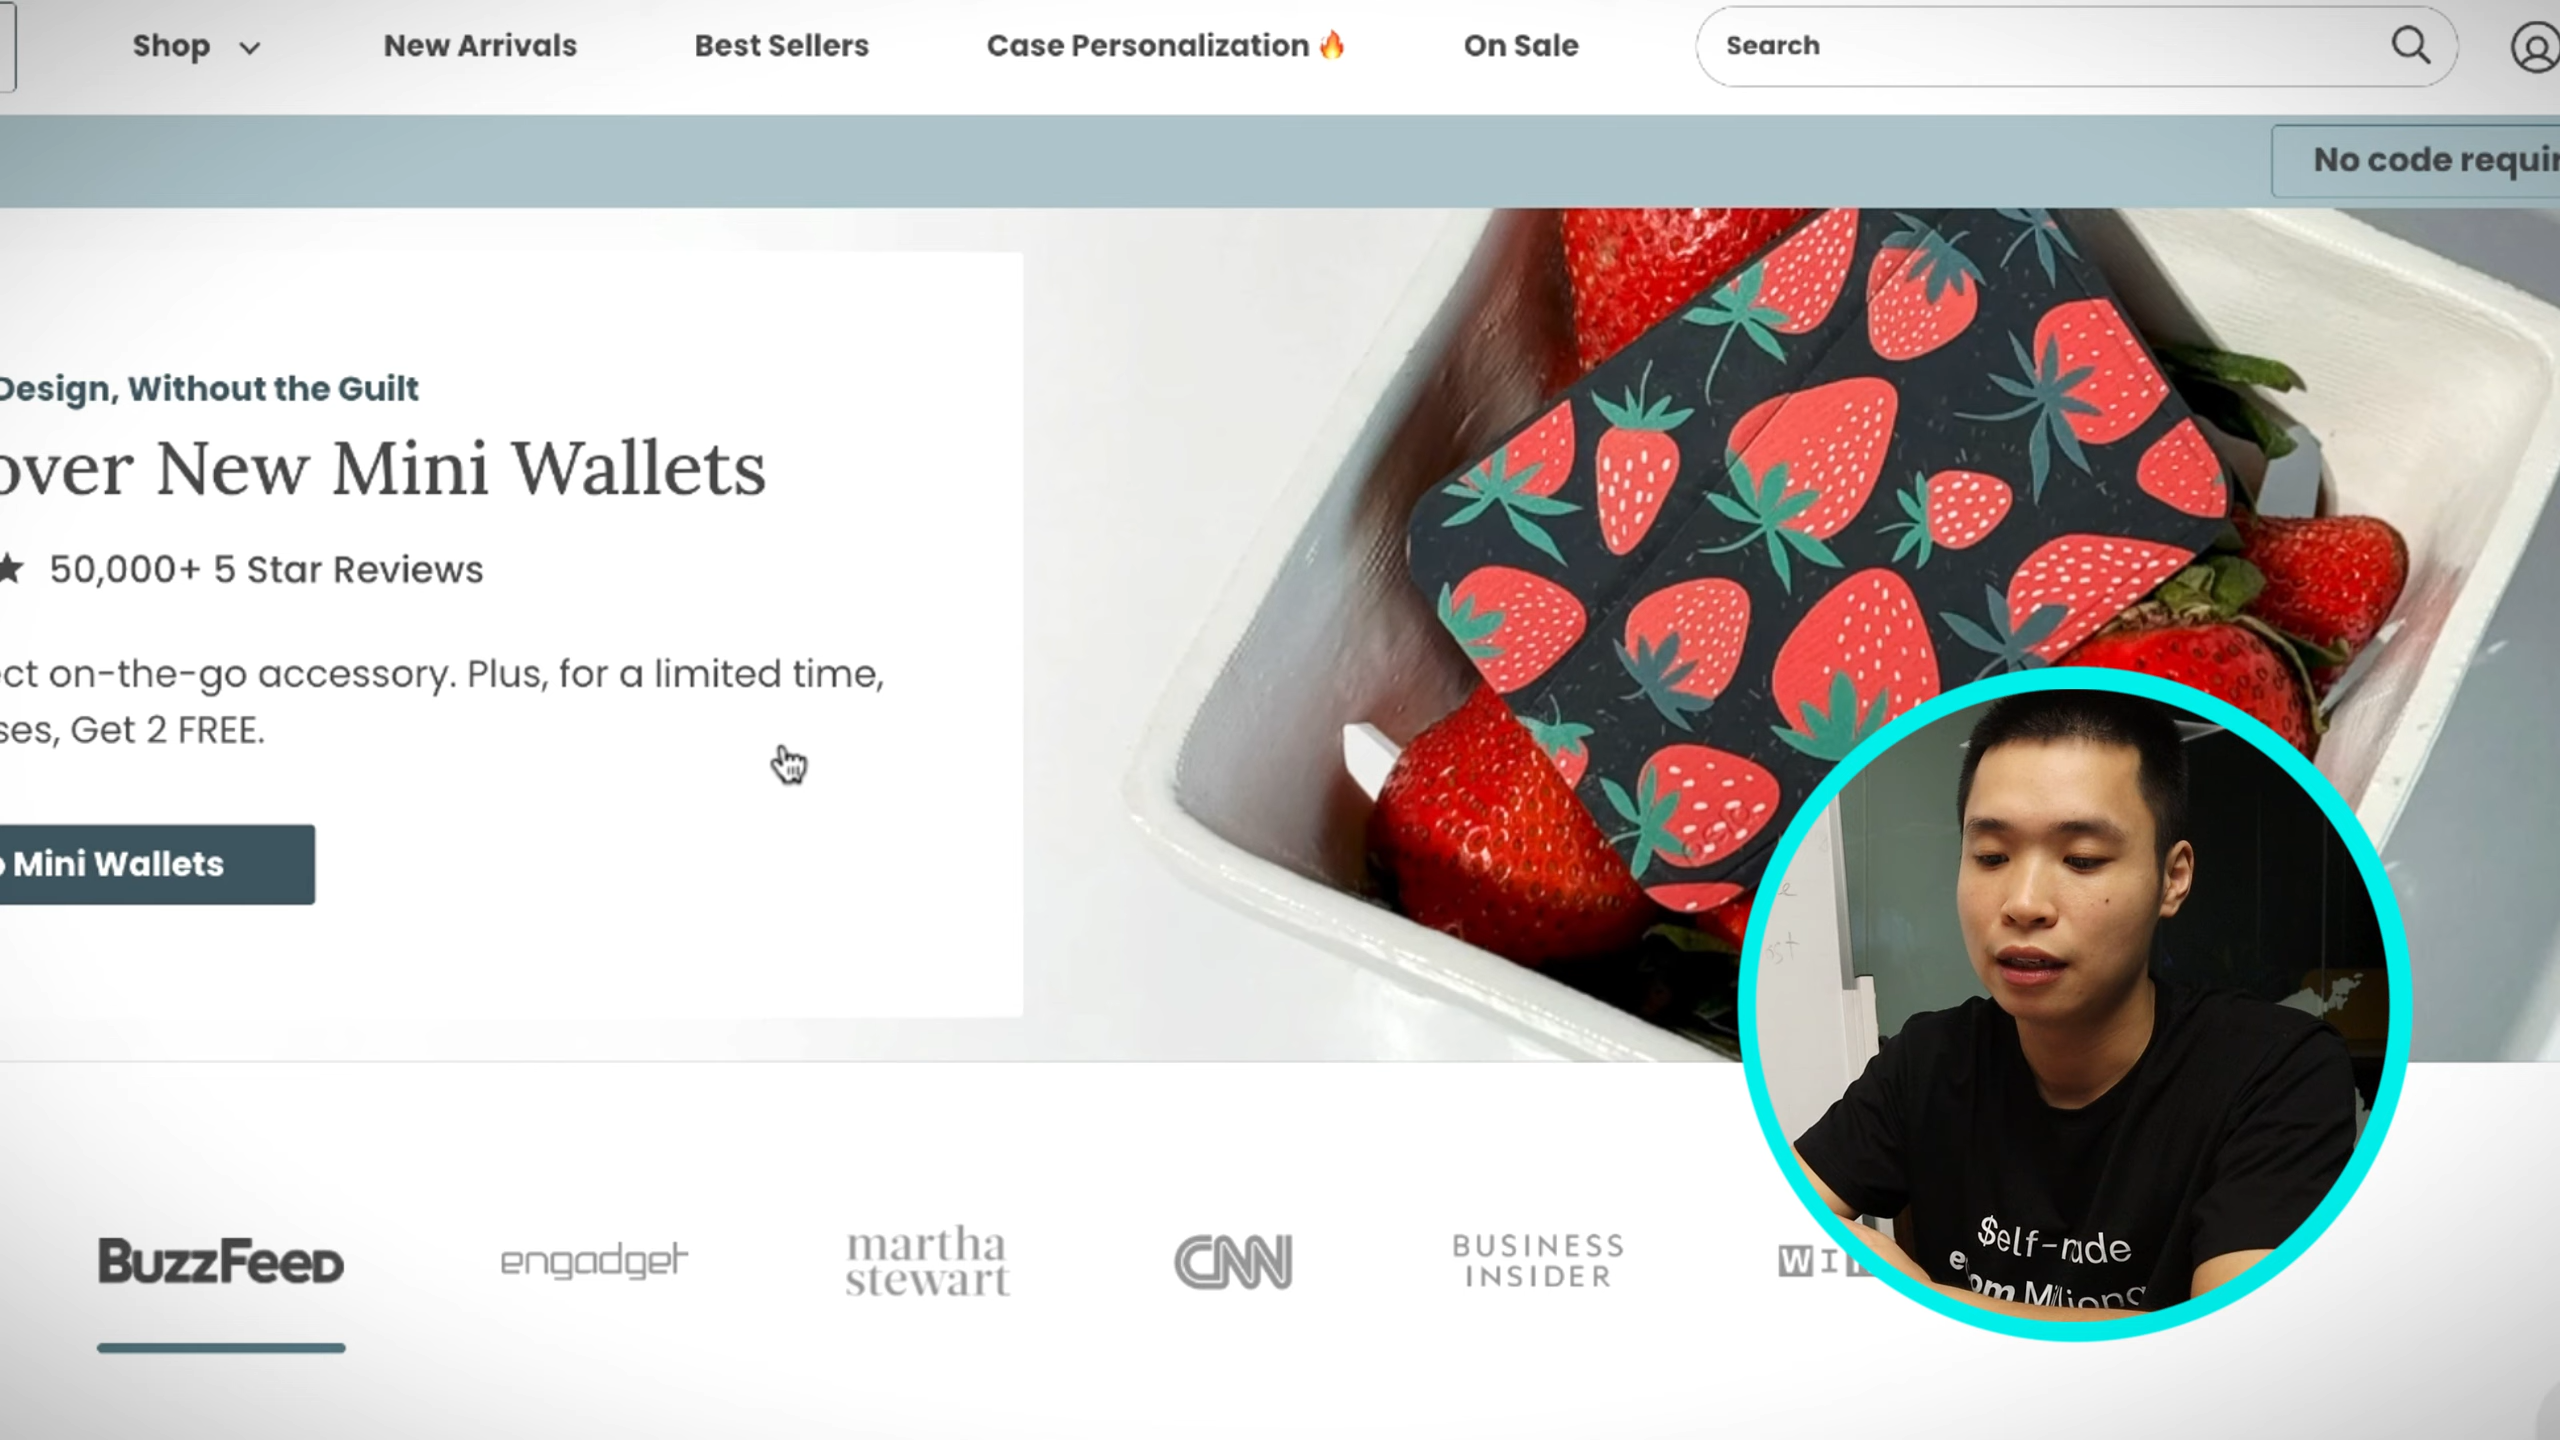 Shop
New Arrivals
Best Sellers
Case Personalization
On Sale
Search
No code requir
Design, Without the Guilt
over New Mini Wallets
50,000+ 5 Star Reviews
ct on-the-go accessory. Plus, for a limited time,
ses, Get 2 FREE.
Mini Wallets
BuzzFeed
engadget
martha
stewart
CNN
BUSINESS
INSIDER
WI
$elf-made